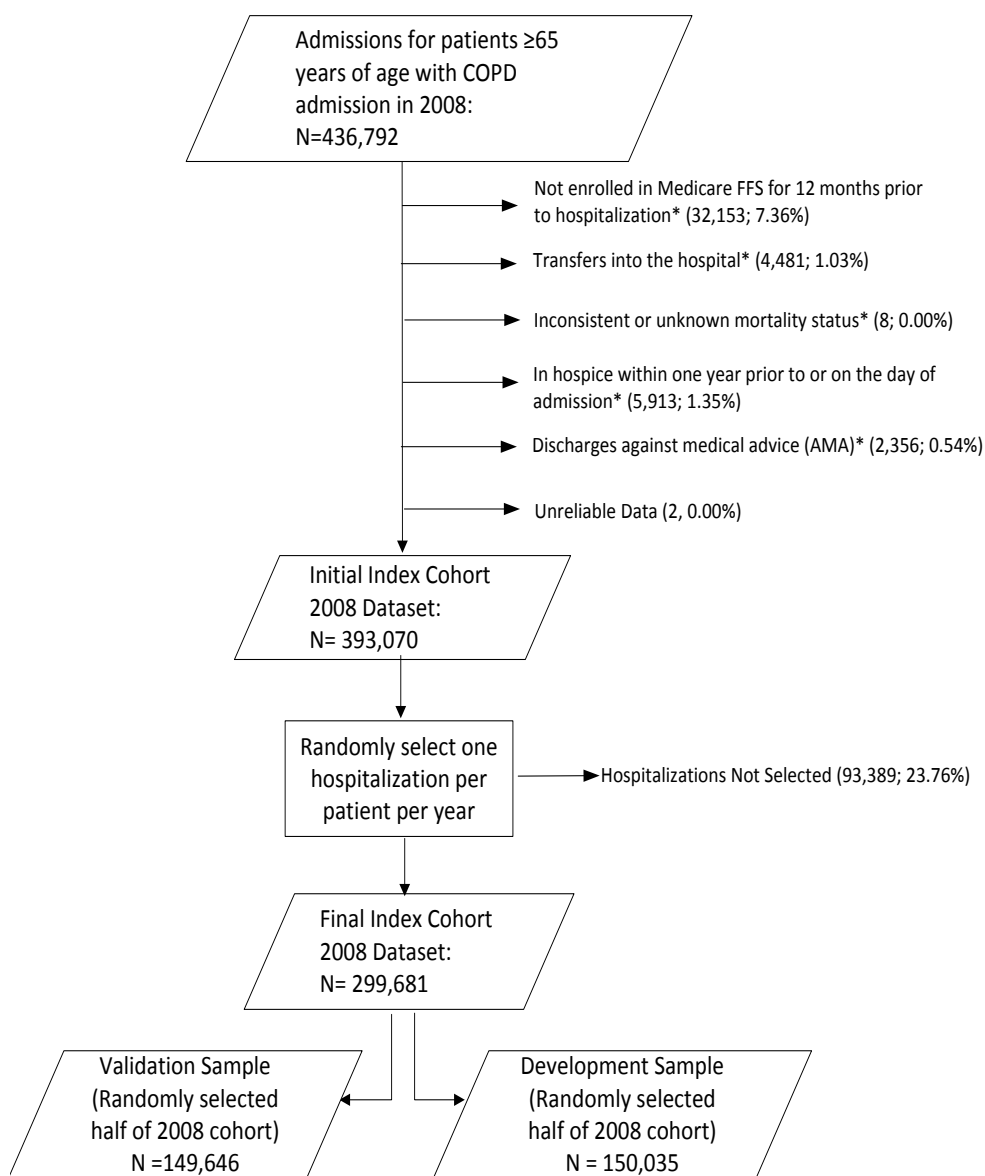 Admissions for patients ≥65
years of age with COPD
admission in 2008:
N=436,792
Not enrolled in Medicare FFS for 12 months prior
to hospitalization* (32,153; 7.36%)
Transfers into the hospital* (4,481; 1.03%)
Inconsistent or unknown mortality status* (8; 0.00%)
In hospice within one year prior to or on the day of
admission* (5,913; 1.35%)
Discharges against medical advice (AMA)* (2,356; 0.54%)
Unreliable Data (2, 0.00%)
Initial Index Cohort
2008 Dataset:
N= 393,070
Randomly select one
hospitalization per
patient per year
Hospitalizations Not Selected (93,389; 23.76%)
Final Index Cohort
2008 Dataset:
N= 299,681
Validation Sample
(Randomly selected
half of 2008 cohort)
N =149,646
Development Sample
(Randomly selected
half of 2008 cohort)
N = 150,035